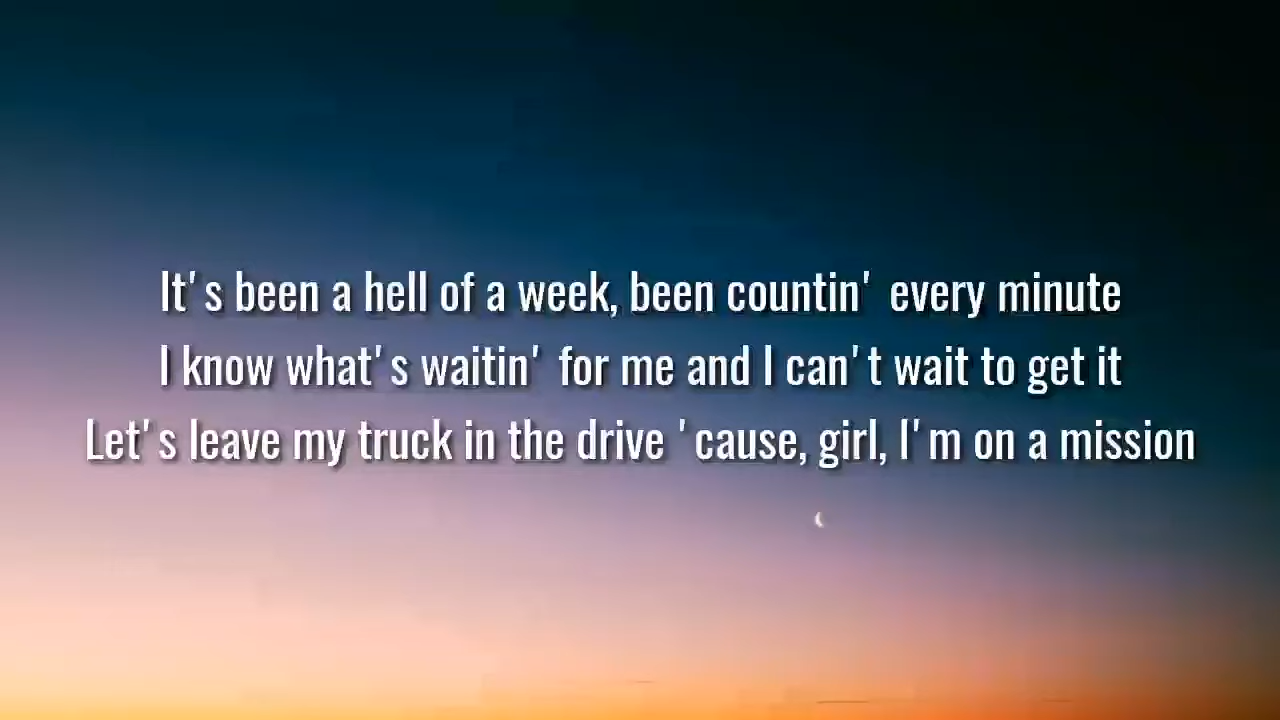 It's been a hell of a week, been countin' every minute
I know what's waitin' for me and I can't wait to get it
Let's leave my truck in the drive 'cause, girl, I'm on a mission